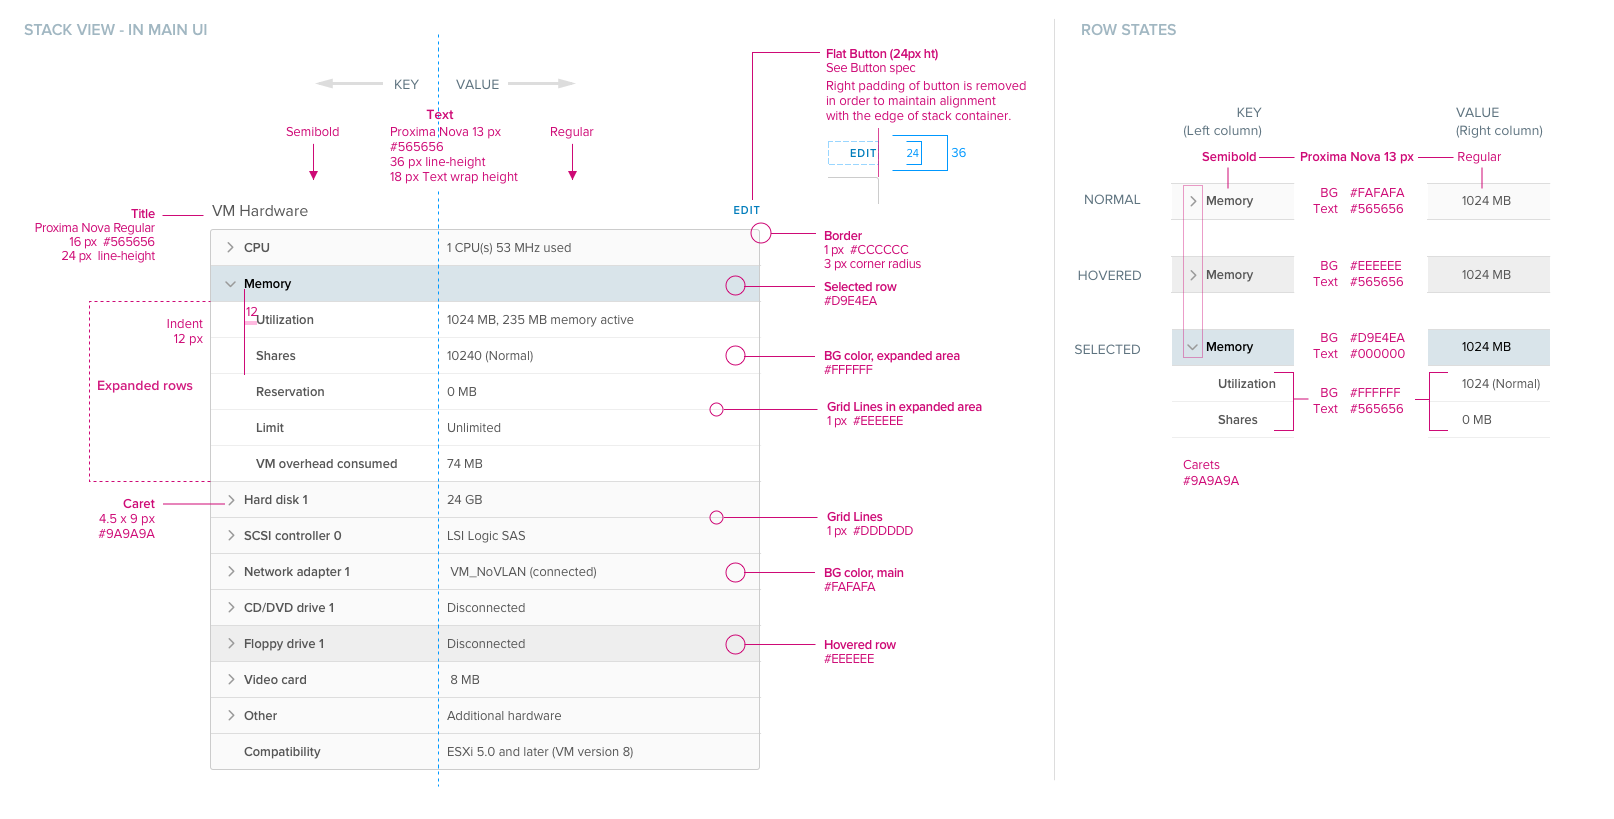 STACK VIEW - IN MAIN UI
KEY
VALUE
Text
Semibold
Proxima Nova 13 px
#565656
36 px line-height
18 px Text wrap height
Regular
Flat Button (24px ht)
See Button spec
Right padding of button is removed
in order to maintain alignment
with the edge of stack container.
EDIT
24
36
Title
Proxima Nova Regular
16 px #565656
24 px line-height
VM Hardware
EDIT
CPU
1 CPU(s) 53 MHz used
Memory
12
Utilization
1024 MB, 235 MB memory active
Shares
10240 (Normal)
Reservation
0 MB
Limit
Unlimited
VM overhead consumed
74 MB
Hard disk 1
24 GB
SCSI controller 0
LSI Logic SAS
Network adapter 1
VM_NoVLAN (connected)
CD/DVD drive 1
Disconnected
Floppy drive 1
Disconnected
Video card
8 MB
Other
Additional hardware
Compatibility
ESXi 5.0 and later (VM version 8)
Indent
12 px
Expanded rows
Caret
4.5 x 9 px
#9A9A9A
Border
1 px #CCCCCC
3 px corner radius
Selected row
#D9E4EA
BG color, expanded area
#FFFFFF
Grid Lines in expanded area
1 px #EEEEEE
Grid Lines
1 px #DDDDDD
BG color, main
#FAFAFA
Hovered row
#EEEEEE
ROW STATES
KEY
(Left column)
VALUE
(Right column)
Semibold
Proxima Nova 13 px
Regular
NORMAL
Memory
BG #FAFAFA
Text #565656
1024 MB
HOVERED
Memory
BG #EEEEEE
Text #565656
1024 MB
SELECTED
Memory
BG #D9E4EA
Text #000000
1024 MB
Utilization
Shares
BG #FFFFFF
Text #565656
1024 (Normal)
0 MB
Carets
#9A9A9A